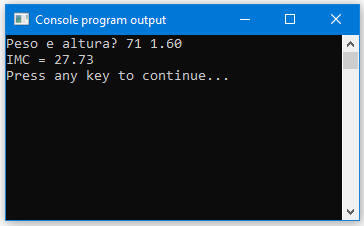 Console program output
Peso e altura? 71 1.60
IMC = 27.73
Press any key to continue...